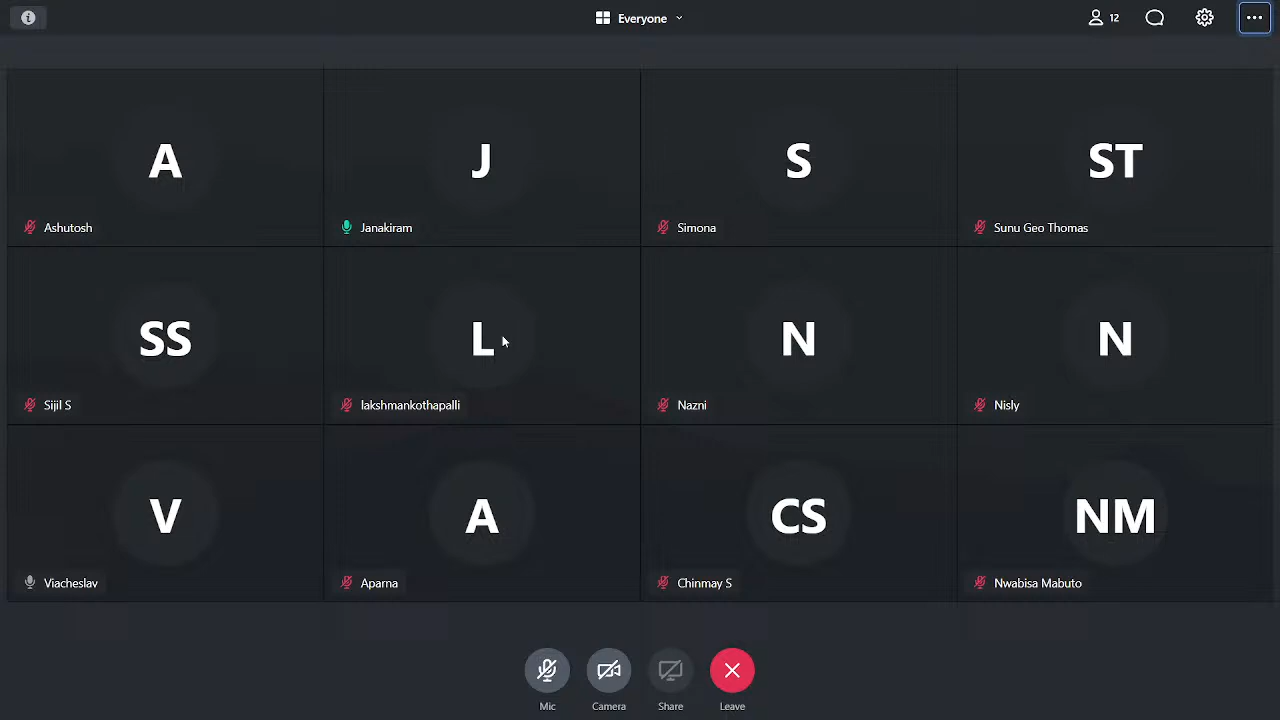 Everyone
12
A
J
S
ST
Ashutosh
Janakiram
Simona
Sunu Geo Thomas
SS
L
N
N
Sijil S
lakshmankothapalli
Nazni
Nisly
V
A
CS
NM
Viacheslav
Aparna
Chinmay S
Nwabisa Mabuto
Mic
Camera
Share
Leave